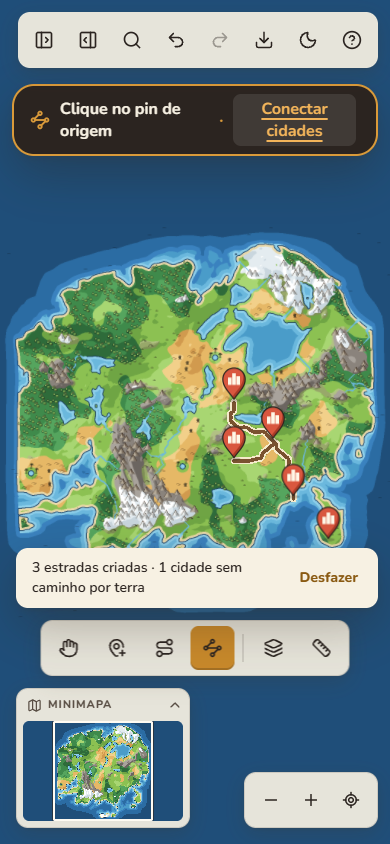 Clique no pin de
origem
·
Conectar
cidades
3 estradas criadas · 1 cidade sem
caminho por terra
Desfazer
MINIMAPA